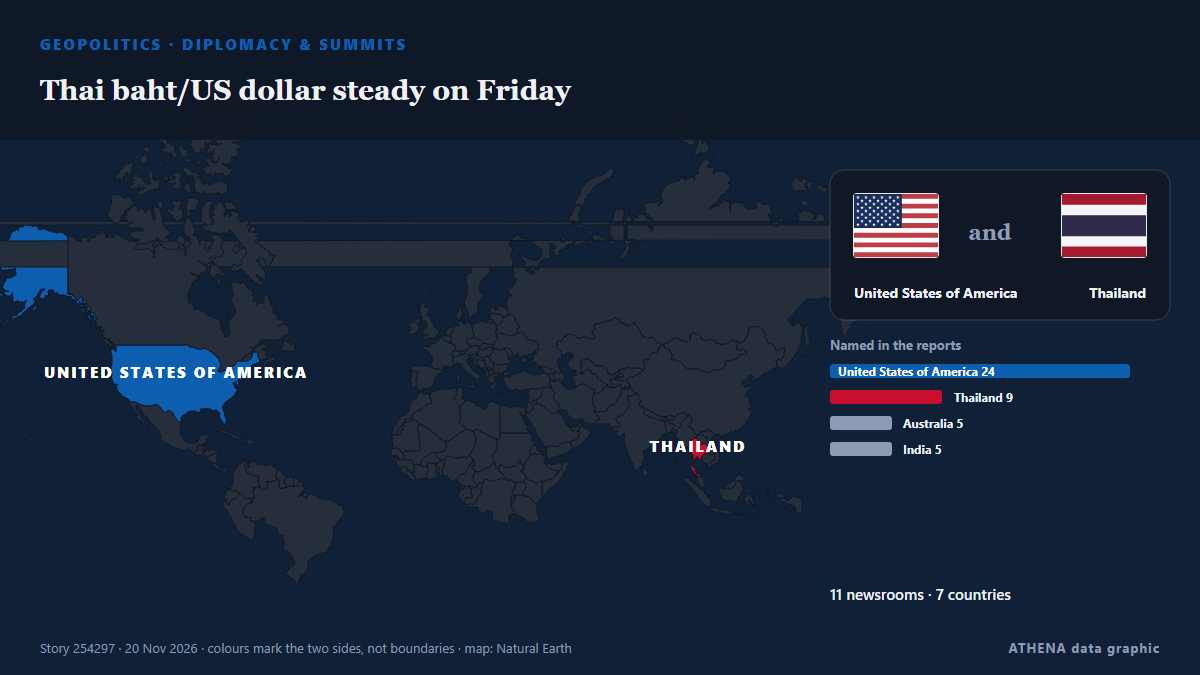 GEOPOLITICS · DIPLOMACY & SUMMITS
Thai baht/US dollar steady on Friday
and
United States of America
Thailand
Named in the reports
United States of America 24
Thailand 9
Australia 5
India 5
UNITED STATES OF AMERICA
THAILAND
11 newsrooms · 7 countries
Story 254297 · 20 Nov 2026 · colours mark the two sides, not boundaries · map: Natural Earth
ATHENA data graphic